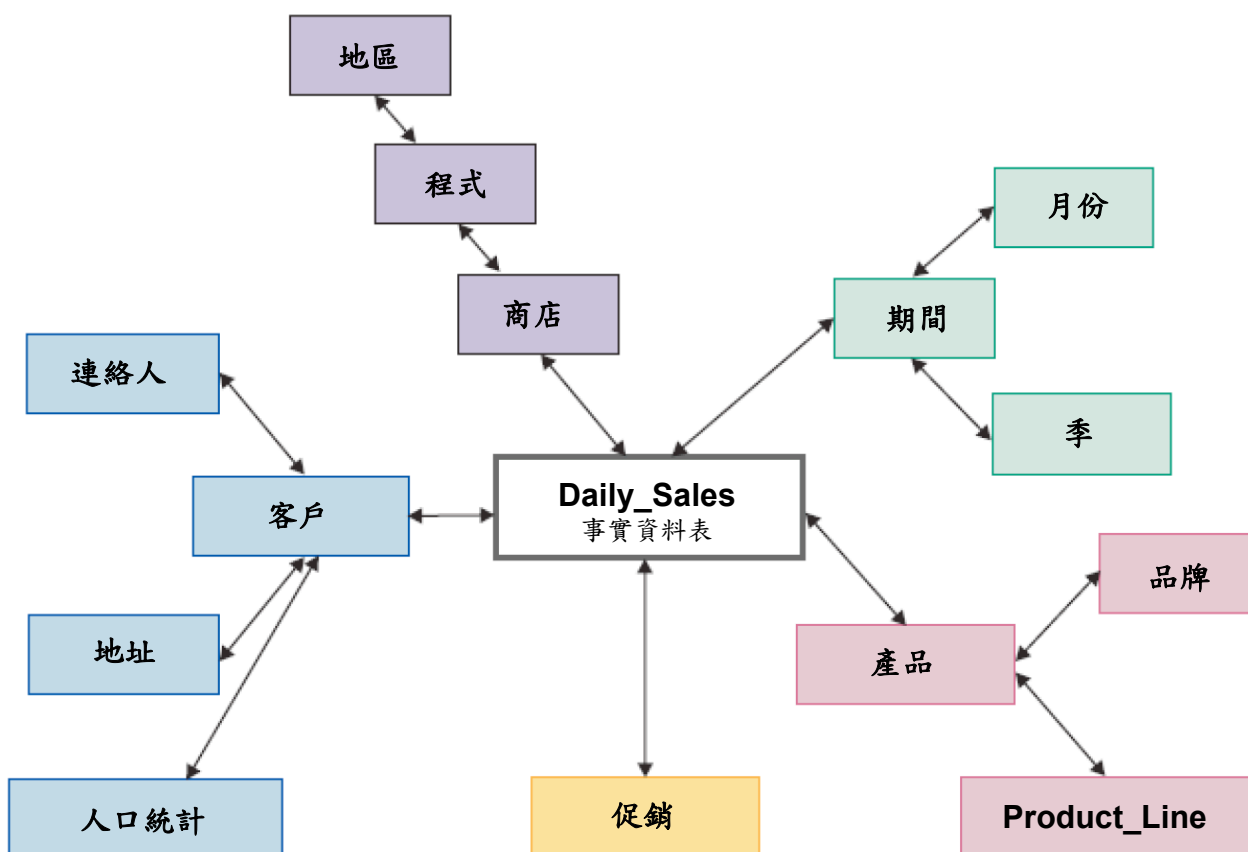 地區
程式
月份
商店
期間
連絡人
季
Daily_Sales
事實資料表
客戶
品牌
地址
產品
人口統計
促銷
Product_Line